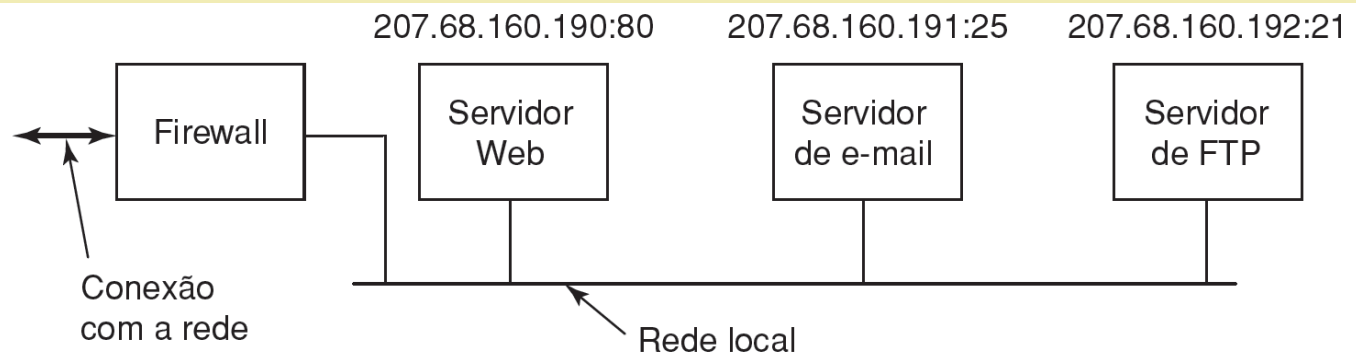 207.68.160.190:80
207.68.160.191:25
207.68.160.192:21
Firewall
Servidor
Web
Servidor
de e-mail
Servidor
de FTP
Conexão
com a rede
Rede local